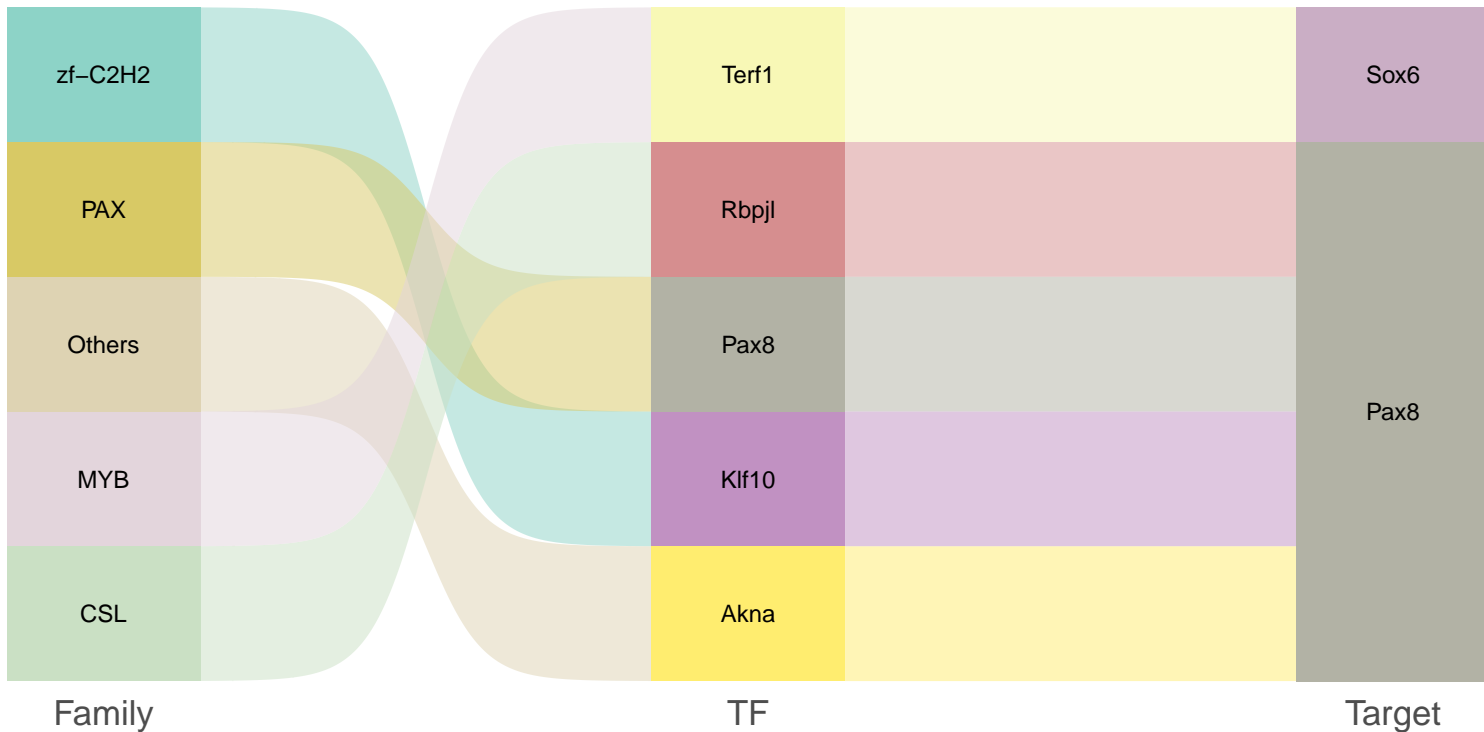 zf−C2H2
PAX
Others
MYB
CSL
Terf1
Rbpjl
Pax8
Klf10
Akna
Sox6
Pax8
Family
TF
Target